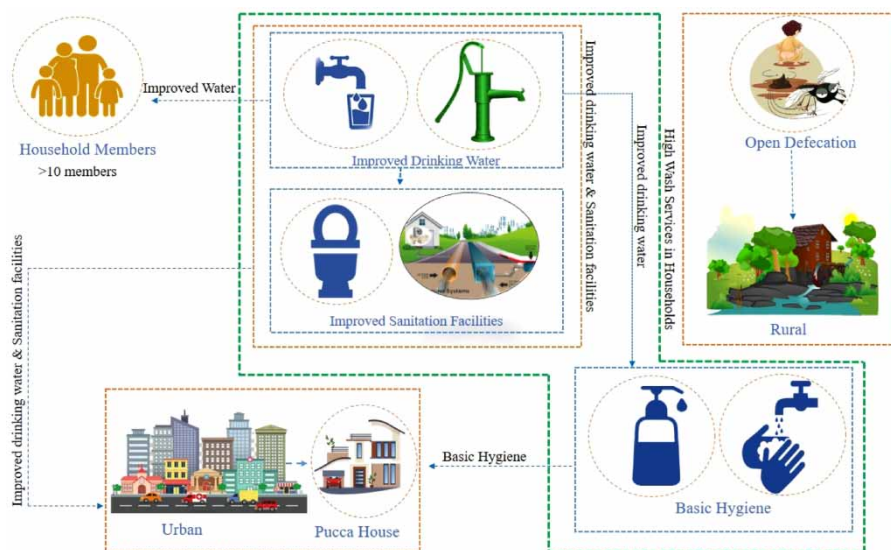 Improved Water
Household Members
>10 members
Improved Drinking Water
Improved Sanitation Facilities
Improved drinking water & Sanitation facilities
Improved drinking water
High Wash Services in Households
Open Defecation
Rural
Improved drinking water & Sanitation facilities
Urban
Pucca House
Basic Hygiene
Basic Hygiene